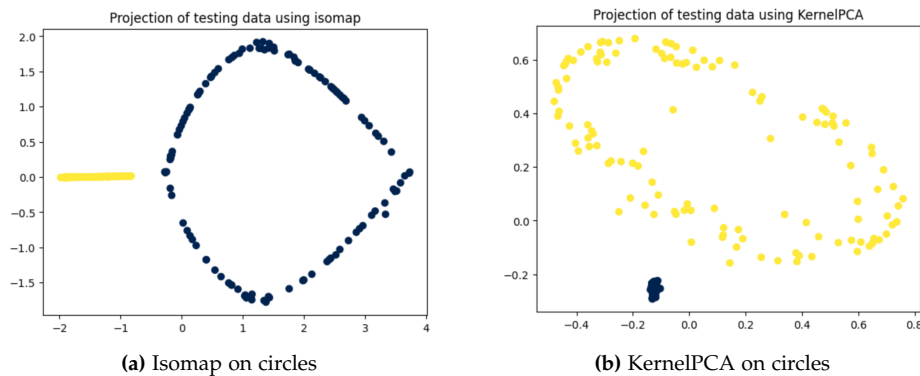 Projection of testing data using isomap
2.0
1.5
1.0
0.5
0.0
−0.5
−1.0
−1.5
−2 −1 0 1 2 3 4
(a) Isomap on circles
Projection of testing data using KernelPCA
0.6
0.4
0.2
0.0
−0.2
−0.4 −0.2 0.0 0.2 0.4 0.6 0.8
(b) KernelPCA on circles